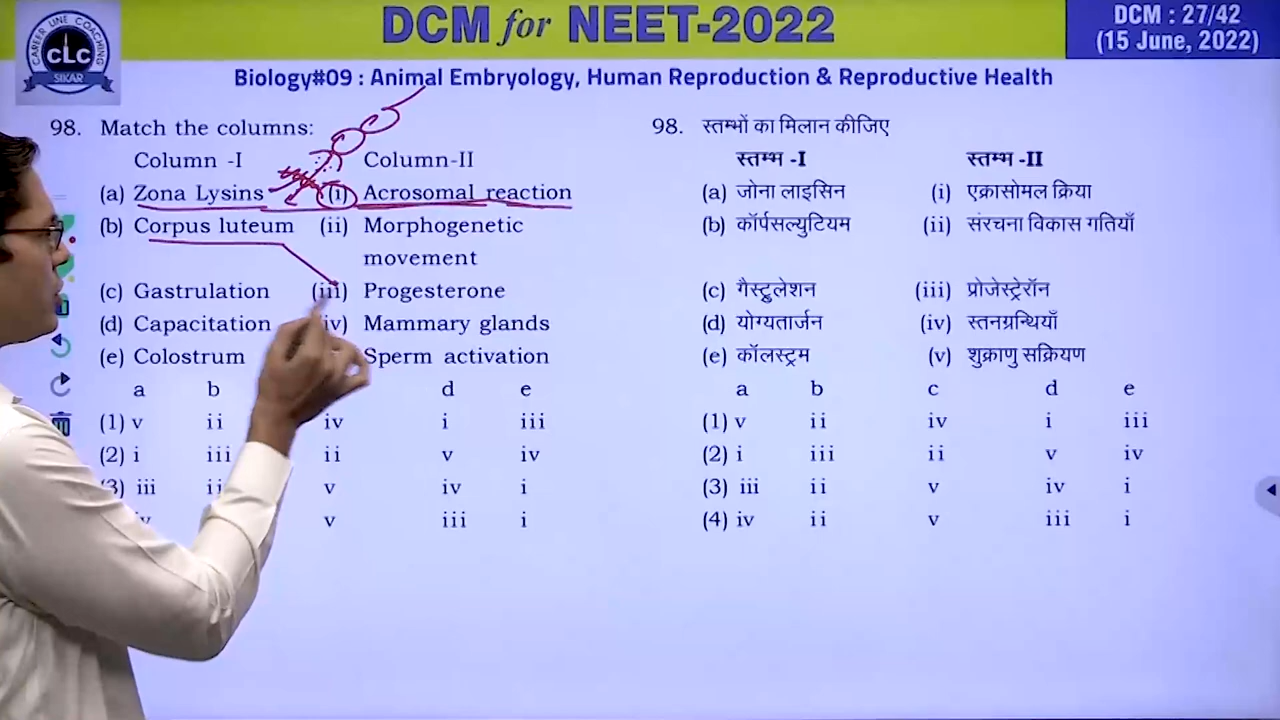 DCM for NEET-2022
DCM : 27/42
(15 June, 2022)
CAREER LINE COACHING
CLC
SIKAR
Biology#09 : Animal Embryology, Human Reproduction & Reproductive Health
98. Match the columns:
Column -I Column-II
(a) Zona Lysins (i) Acrosomal reaction
(b) Corpus luteum (ii) Morphogenetic
movement
(c) Gastrulation (iii) Progesterone
(d) Capacitation iv) Mammary glands
(e) Colostrum Sperm activation
a b d e
(1) v ii iv i iii
(2) i iii ii v iv
(3) iii ii v iv i
iv v iii i
98. स्तम्भों का मिलान कीजिए
स्तम्भ -I स्तम्भ -II
(a) जोना लाइसिन (i) एक्रासोमल क्रिया
(b) कॉर्पसल्युटियम (ii) संरचना विकास गतियाँ
(c) गैस्ट्रुलेशन (iii) प्रोजेस्ट्रेरॉन
(d) योग्यतार्जन (iv) स्तनग्रन्थियाँ
(e) कॉलस्ट्रम (v) शुक्राणु सक्रियण
a b c d e
(1) v ii iv i iii
(2) i iii ii v iv
(3) iii ii v iv i
(4) iv ii v iii i